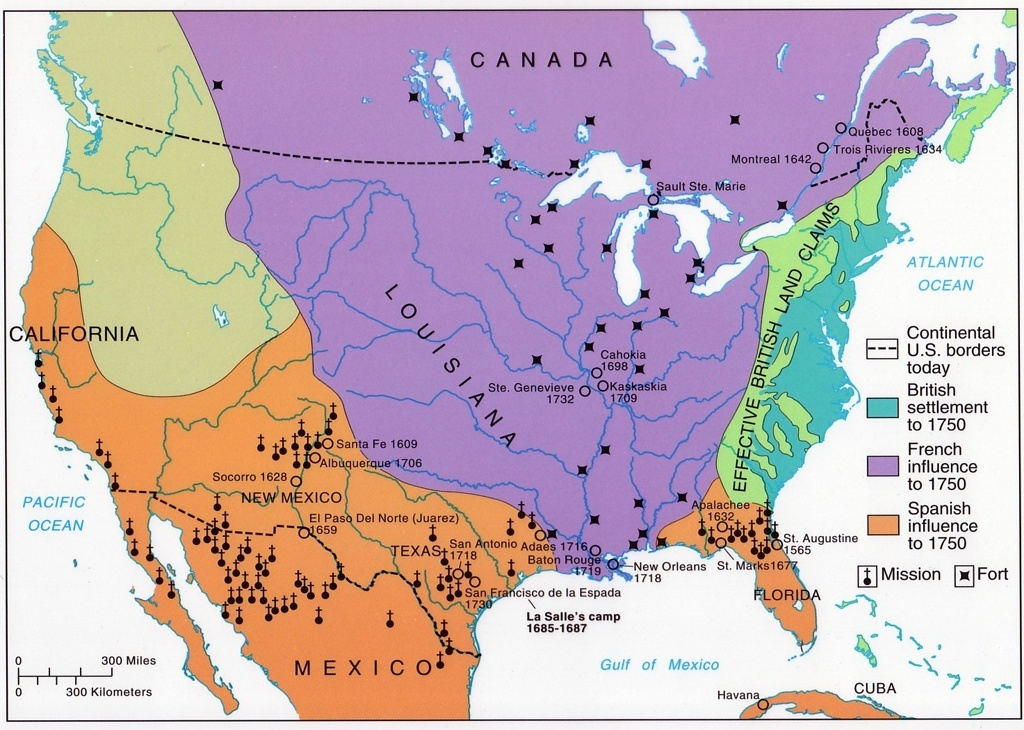 CANADA
Quebec 1608
Trois Rivieres 1634
Montreal 1642
Sault Ste. Marie
EFFECTIVE BRITISH LAND CLAIMS
ATLANTIC
OCEAN
LOUISIANA
CALIFORNIA
Cahokia
1698
Ste. Genevieve
1732
Kaskaskia
1709
Santa Fe 1609
Albuquerque 1706
Socorro 1628
NEW MEXICO
PACIFIC
OCEAN
El Paso Del Norte (Juarez)
1659
TEXAS
San Antonio
1718
Adaes 1716
Baton Rouge
1719
New Orleans
1718
San Francisco de la Espada
1730
La Salle's camp
1685-1687
Apalachee
1632
St. Augustine
1565
St. Marks1677
FLORIDA
MEXICO
Gulf of Mexico
Havana
CUBA
0 300 Miles
0 300 Kilometers
Continental
U.S. borders
today
British
settlement
to 1750
French
influence
to 1750
Spanish
influence
to 1750
Mission
Fort